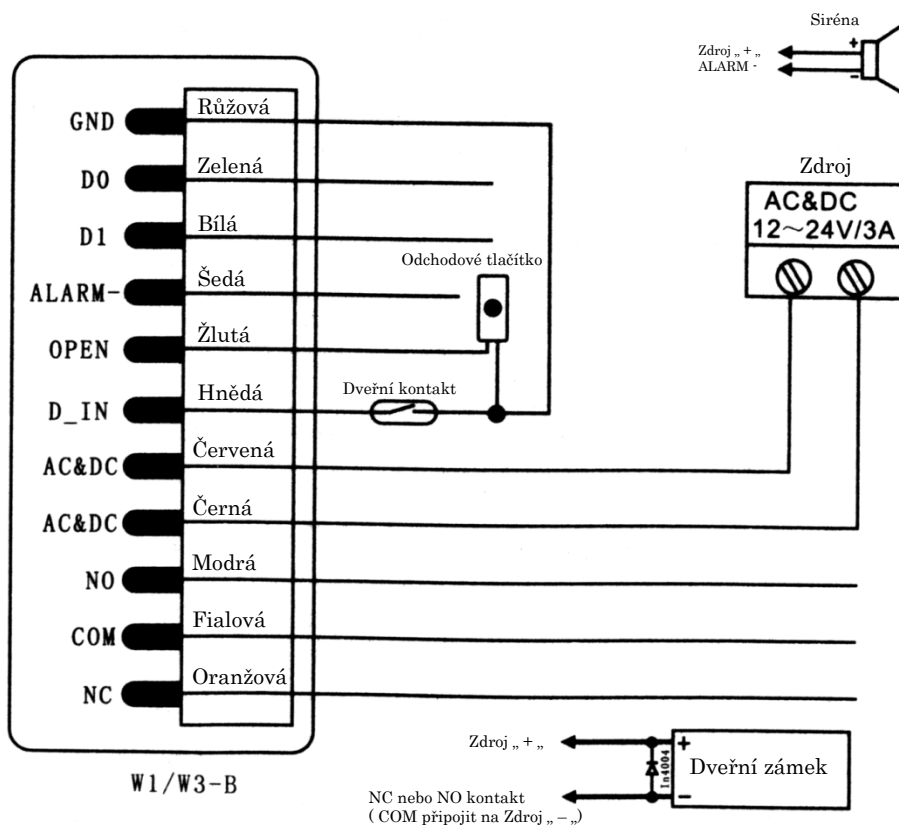 Siréna
+
Zdroj „ + „
ALARM -
–
GND Růžová
D0 Zelená
D1 Bílá
ALARM- Šedá
OPEN Žlutá
D_IN Hnědá
AC&DC Červená
AC&DC Černá
NO Modrá
COM Fialová
NC Oranžová
Odchodové tlačítko
Dveřní kontakt
Zdroj
AC&DC
12~24V/3A
W1/W3-B
Zdroj „ + „
+
In4004
Dveřní zámek
–
NC nebo NO kontakt
( COM připojit na Zdroj „ – „)